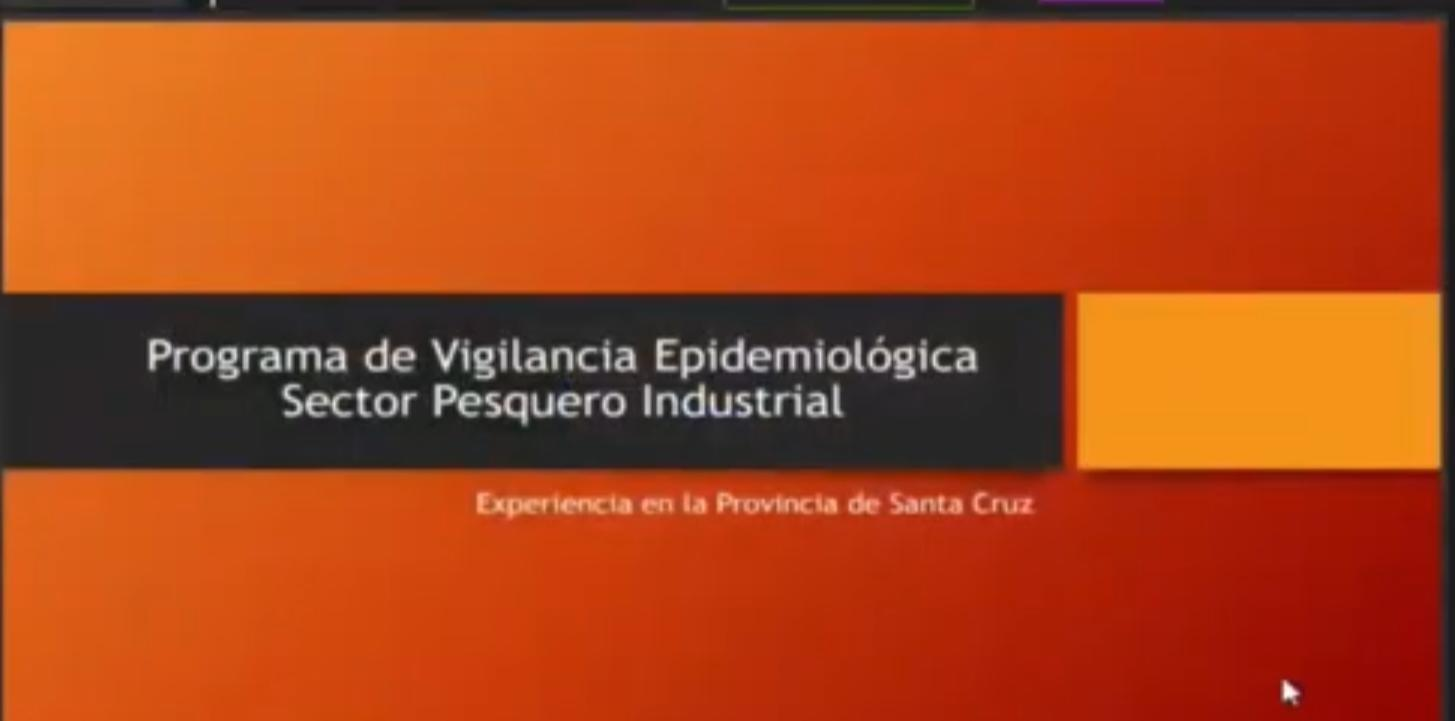 Programa de Vigilancia Epidemiológica
Sector Pesquero Industrial
Experiencia en la Provincia de Santa Cruz